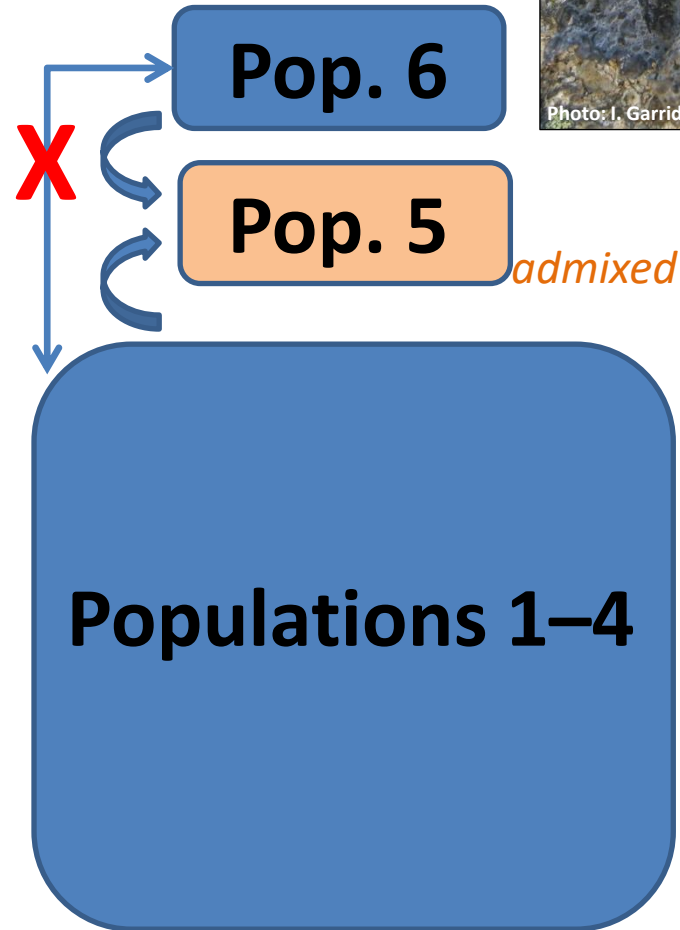 Pop. 6
Photo: I. Garrid
X
Pop. 5
admixed
Populations 1–4